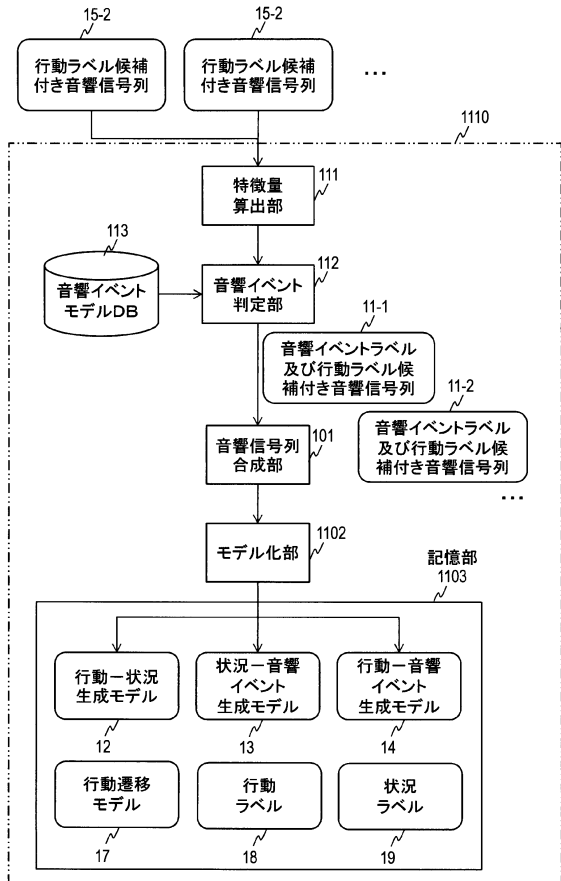 15-2
15-2
行動ラベル候補
付き音響信号列
行動ラベル候補
付き音響信号列
…
1110
111
特徴量
算出部
113
音響イベント
モデルDB
112
音響イベント
判定部
11-1
音響イベントラベル
及び行動ラベル候
補付き音響信号列
11-2
音響イベントラベル
及び行動ラベル候
補付き音響信号列
…
101
音響信号列
合成部
1102
モデル化部
記憶部
1103
行動－状況
生成モデル
12
状況－音響
イベント
生成モデル
13
行動－音響
イベント
生成モデル
14
行動遷移
モデル
17
行動
ラベル
18
状況
ラベル
19